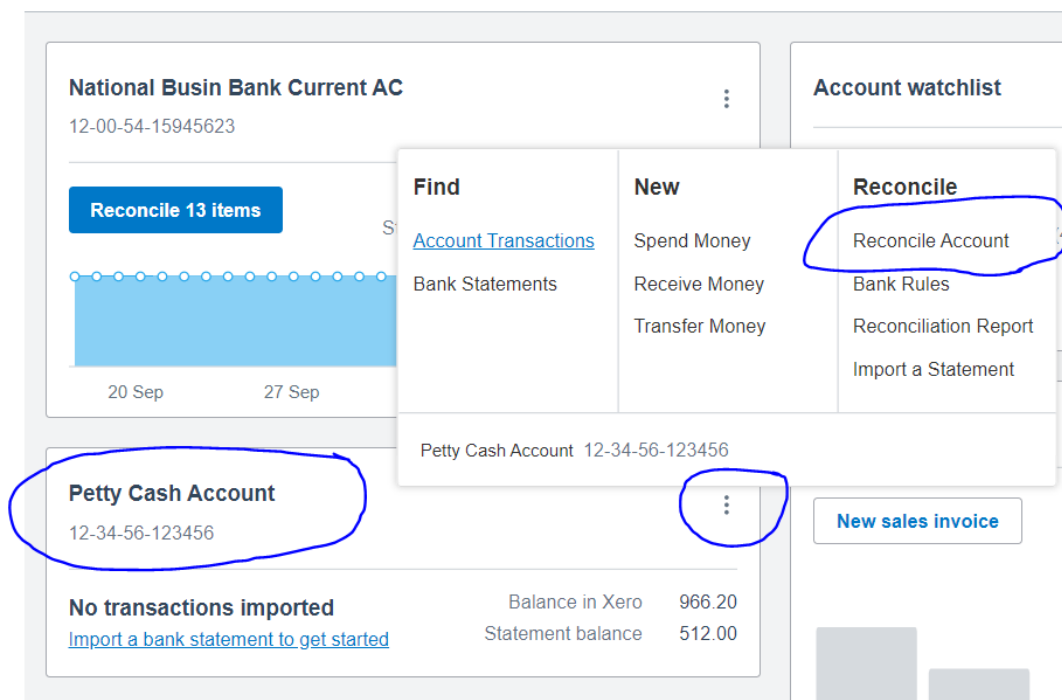 National Busin Bank Current AC
12-00-54-15945623
Reconcile 13 items
20 Sep 27 Sep
Account watchlist
Find
Account Transactions
Bank Statements
New
Spend Money
Receive Money
Transfer Money
Reconcile
Reconcile Account
Bank Rules
Reconciliation Report
Import a Statement
Petty Cash Account 12-34-56-123456
Petty Cash Account
12-34-56-123456
No transactions imported
Import a bank statement to get started
Balance in Xero 966.20
Statement balance 512.00
New sales invoice